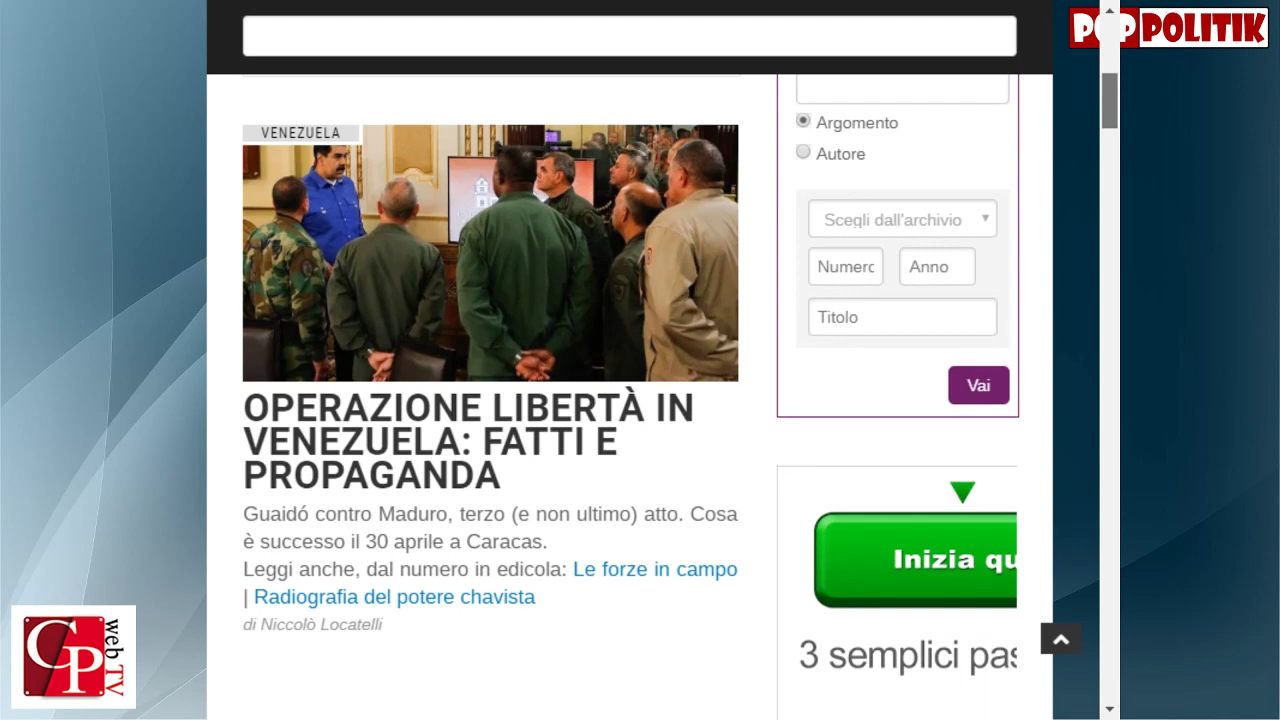 POPPOLITIK
Argomento
Autore
VENEZUELA
Scegli dall'archivio
Numero
Anno
Titolo
Vai
OPERAZIONE LIBERTÀ IN
VENEZUELA: FATTI E
PROPAGANDA
Guaidó contro Maduro, terzo (e non ultimo) atto. Cosa
è successo il 30 aprile a Caracas.
Leggi anche, dal numero in edicola: Le forze in campo
| Radiografia del potere chavista
di Niccolò Locatelli
Inizia qu
3 semplici pas
CP
web TV